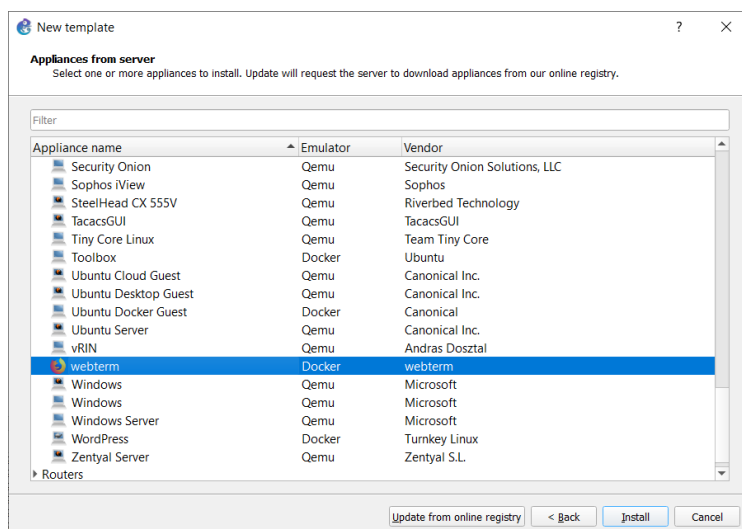 New template
?
Appliances from server
Select one or more appliances to install. Update will request the server to download appliances from our online registry.
Filter
Appliance name Emulator Vendor
Security Onion Qemu Security Onion Solutions, LLC
Sophos iView Qemu Sophos
SteelHead CX 555V Qemu Riverbed Technology
TacacsGUI Qemu TacacsGUI
Tiny Core Linux Qemu Team Tiny Core
Toolbox Docker Ubuntu
Ubuntu Cloud Guest Qemu Canonical Inc.
Ubuntu Desktop Guest Qemu Canonical Inc.
Ubuntu Docker Guest Docker Canonical
Ubuntu Server Qemu Canonical Inc.
vRIN Qemu Andras Dosztal
webterm Docker webterm
Windows Qemu Microsoft
Windows Qemu Microsoft
Windows Server Qemu Microsoft
WordPress Docker Turnkey Linux
Zentyal Server Qemu Zentyal S.L.
Routers
Update from online registry < Back Install Cancel